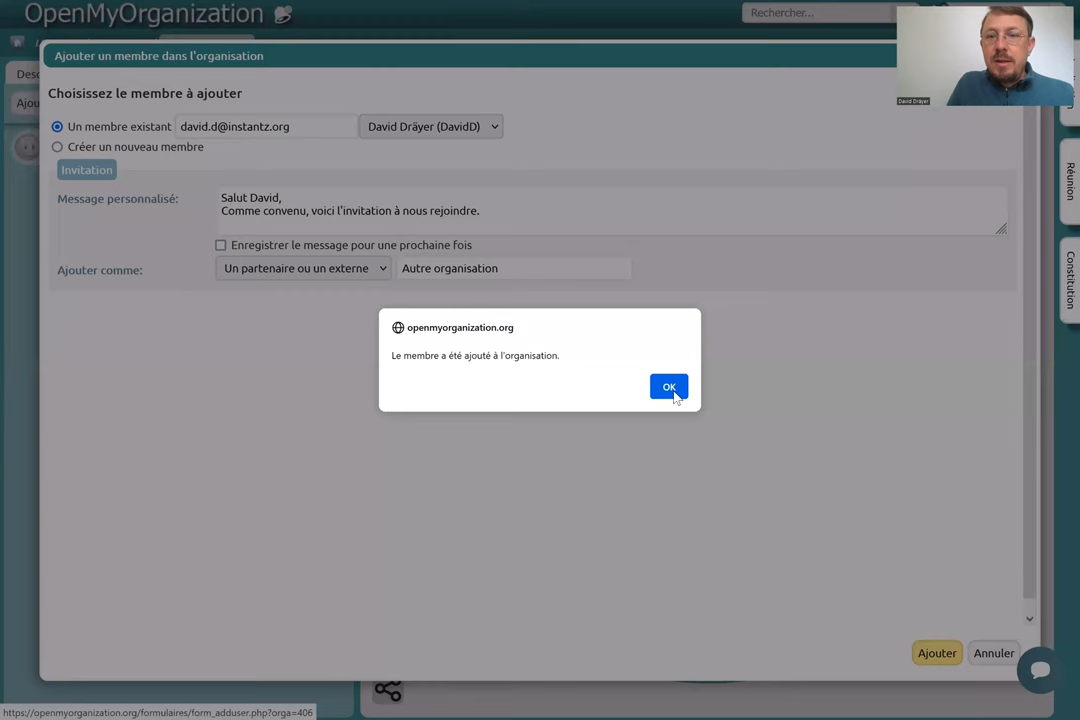 OpenMyOrganization
Rechercher...
David Dräyer
Desc
Ajou
Ajouter un membre dans l'organisation
Choisissez le membre à ajouter
Un membre existant david.d@instantz.org David Dräyer (DavidD)
Créer un nouveau membre
Invitation
Message personnalisé: Salut David,
Comme convenu, voici l'invitation à nous rejoindre.
Enregistrer le message pour une prochaine fois
Ajouter comme: Un partenaire ou un externe Autre organisation
openmyorganization.org
Le membre a été ajouté à l'organisation.
OK
Ajouter Annuler
Réunion
Constitution
https://openmyorganization.org/formulaires/form_adduser.php?orga=406